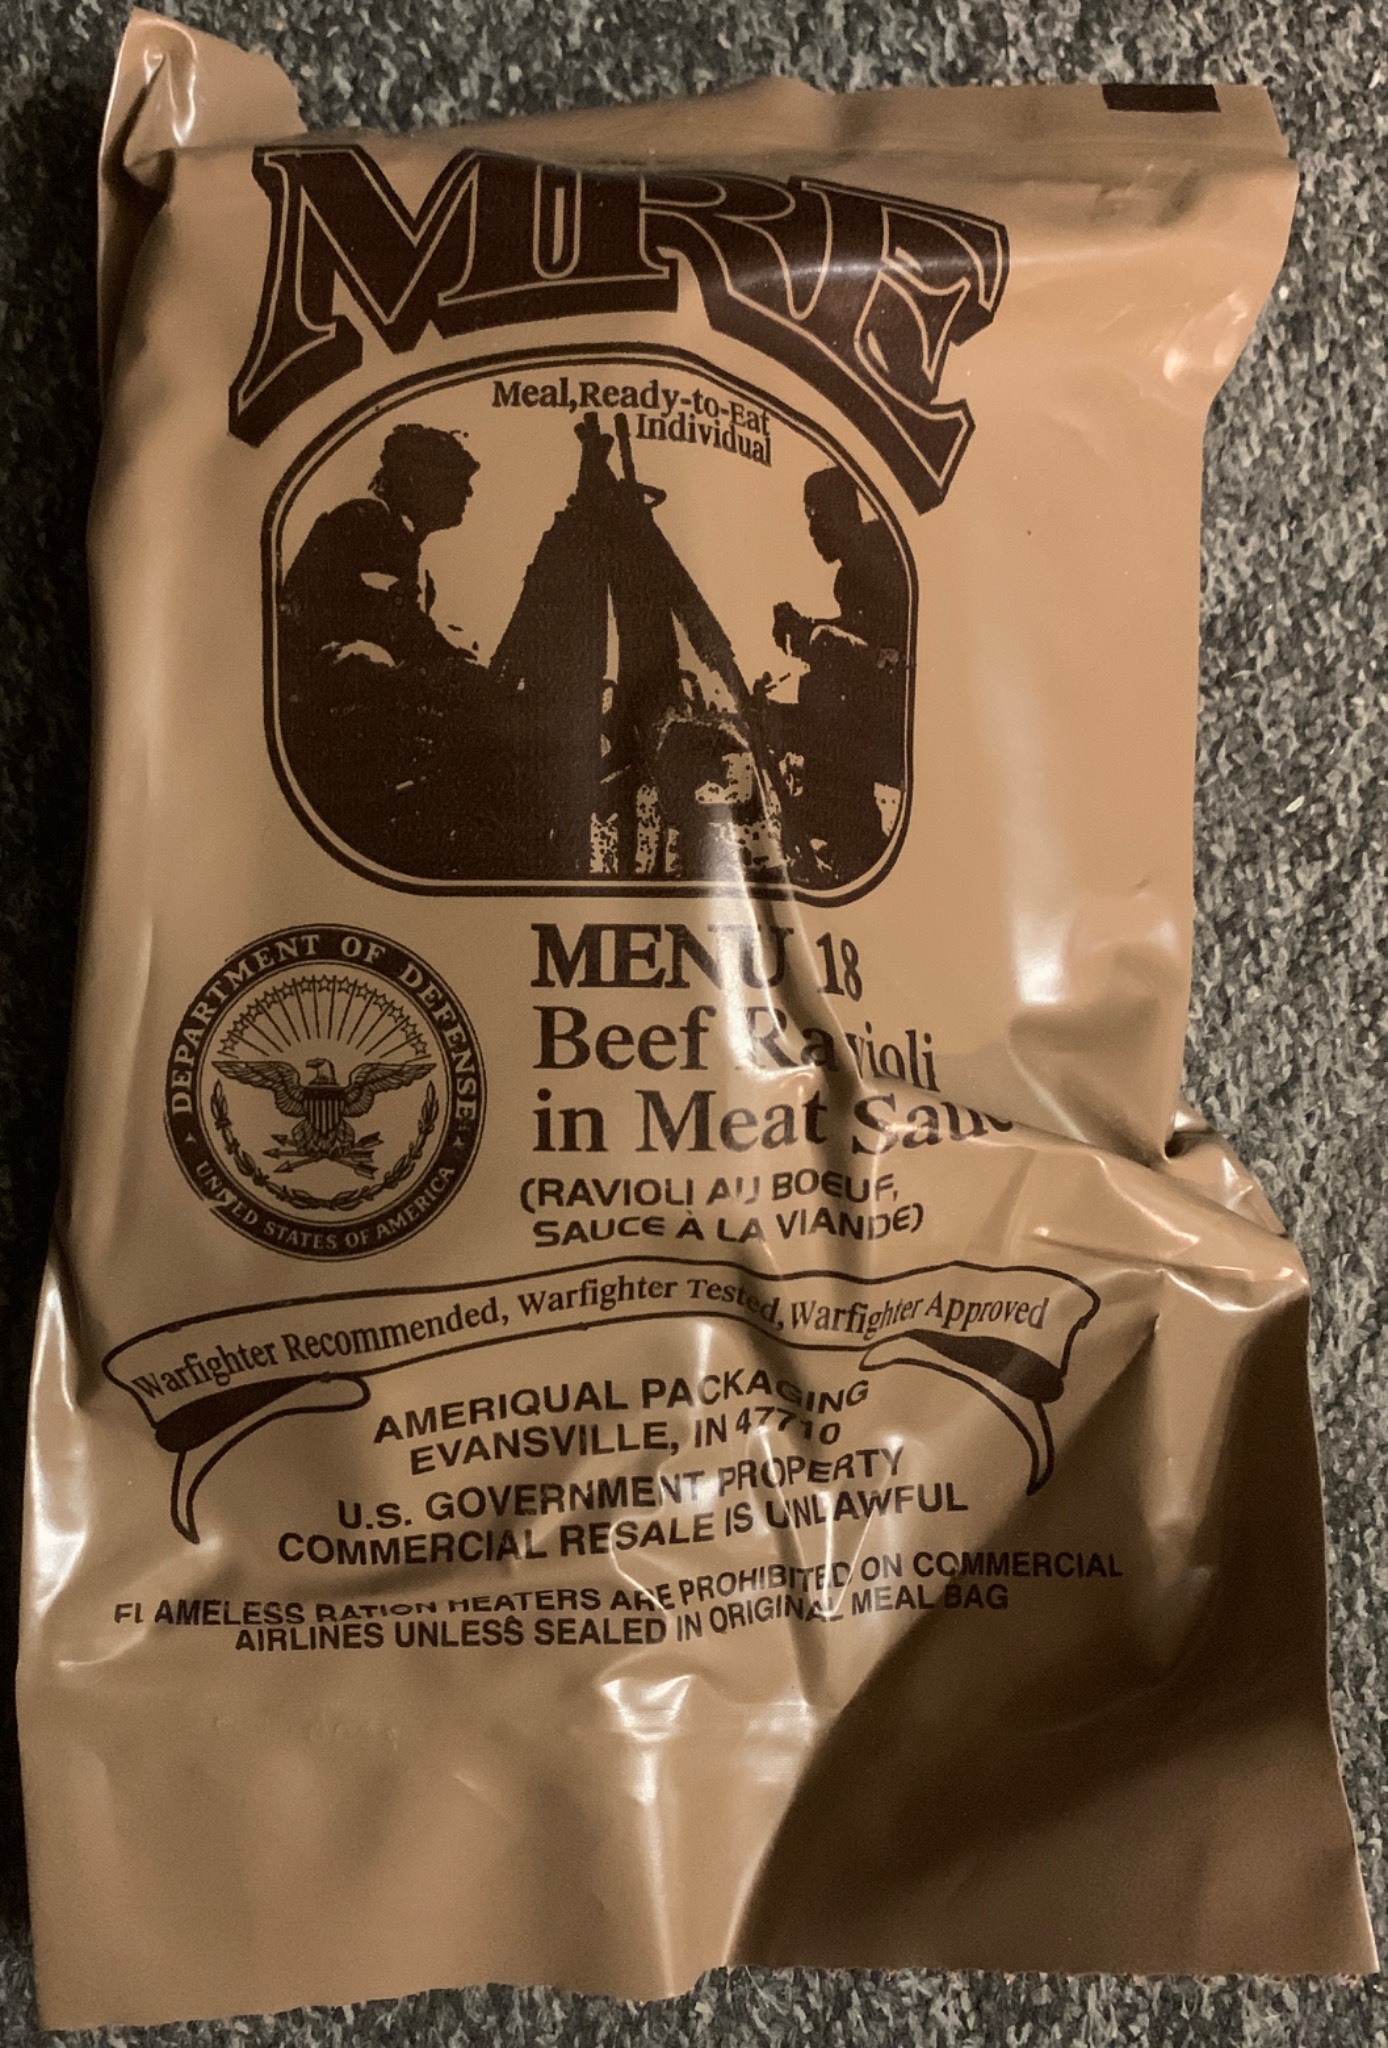 MRE
Meal, Ready-to-Eat
Individual
DEPARTMENT OF DEFENSE
UNITED STATES OF AMERICA
MENU 18
Beef Ravioli
in Meat Sauc
(RAVIOLI AU BOEUF,
SAUCE À LA VIANDE)
Warfighter Recommended, Warfighter Tested, Warfighter Approved
AMERIQUAL PACKAGING
EVANSVILLE, IN 47710
U.S. GOVERNMENT PROPERTY
COMMERCIAL RESALE IS UNLAWFUL
FLAMELESS RATION HEATERS ARE PROHIBITED ON COMMERCIAL
AIRLINES UNLESS SEALED IN ORIGINAL MEAL BAG